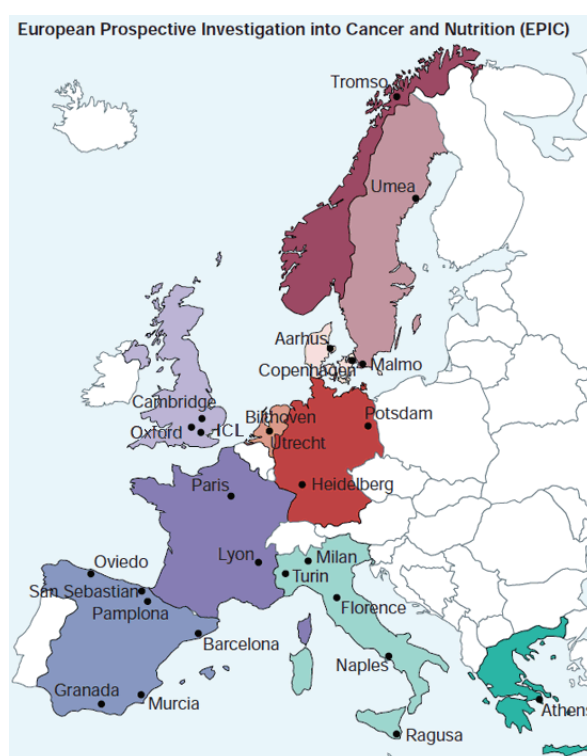 European Prospective Investigation into Cancer and Nutrition (EPIC)
Tromso
Umea
Aarhus
Copenhagen
Malmo
Cambridge
Oxford
ICL
Bilthoven
Utrecht
Potsdam
Heidelberg
Paris
Lyon
Milan
Turin
Florence
Oviedo
San Sebastian
Pamplona
Barcelona
Naples
Granada
Murcia
Athens
Ragusa